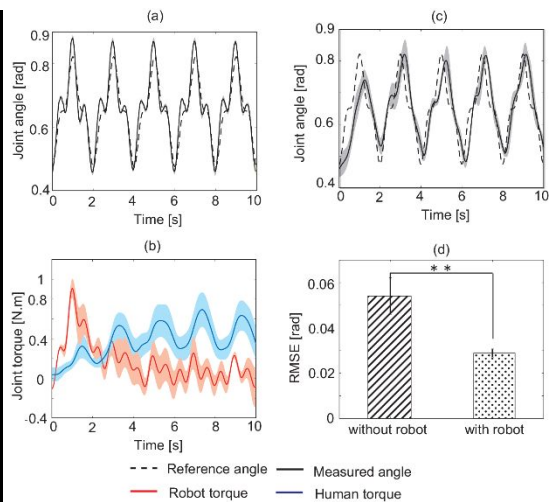 (a)
Joint angle [rad]
0.9
0.8
0.6
0.4
0 2 4 6 8 10
Time [s]
(c)
Joint angle [rad]
0.9
0.8
0.6
0.4
0 2 4 6 8 10
Time [s]
(b)
Joint torque [N.m]
1
0.8
0.4
0
-0.4
0 2 4 6 8 10
Time [s]
(d)
RMSE [rad]
0.06
0.04
0.02
0
* *
without robot with robot
Reference angle Measured angle
Robot torque Human torque